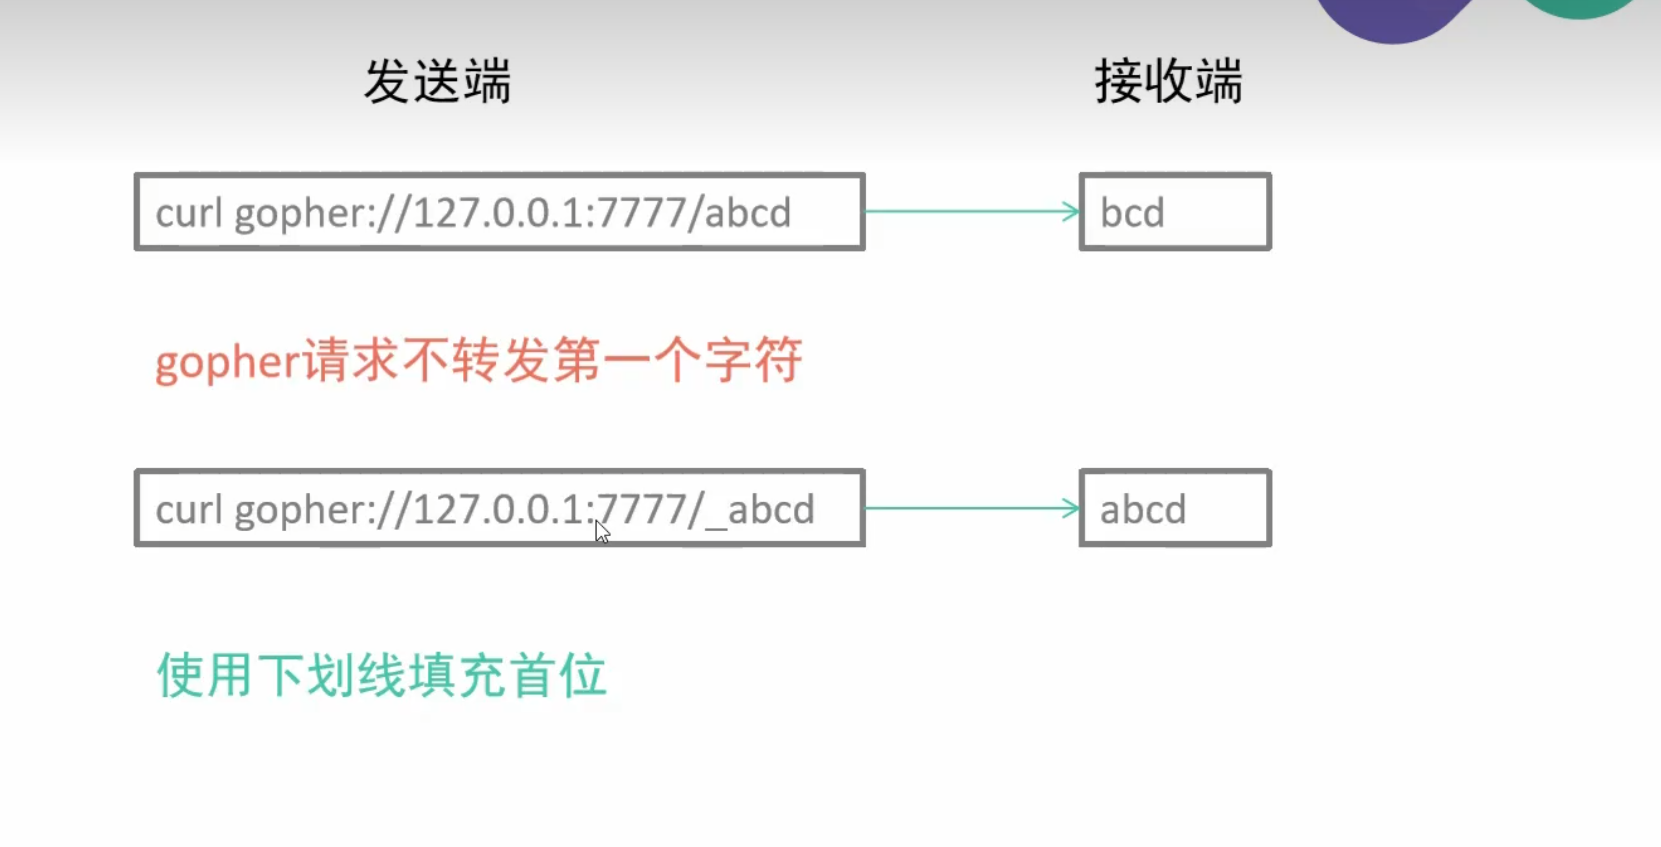 发送端
接收端
curl gopher://127.0.0.1:7777/abcd
bcd
gopher请求不转发第一个字符
curl gopher://127.0.0.1:7777/_abcd
abcd
使用下划线填充首位